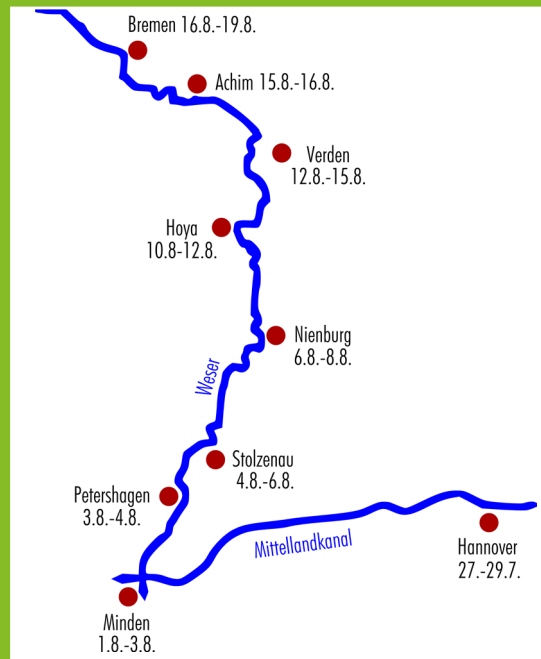 Bremen 16.8.-19.8.
Achim 15.8.-16.8.
Verden
12.8.-15.8.
Hoya
10.8-12.8.
Nienburg
6.8.-8.8.
Weser
Stolzenau
4.8.-6.8.
Petershagen
3.8.-4.8.
Mittellandkanal
Hannover
27.-29.7.
Minden
1.8.-3.8.